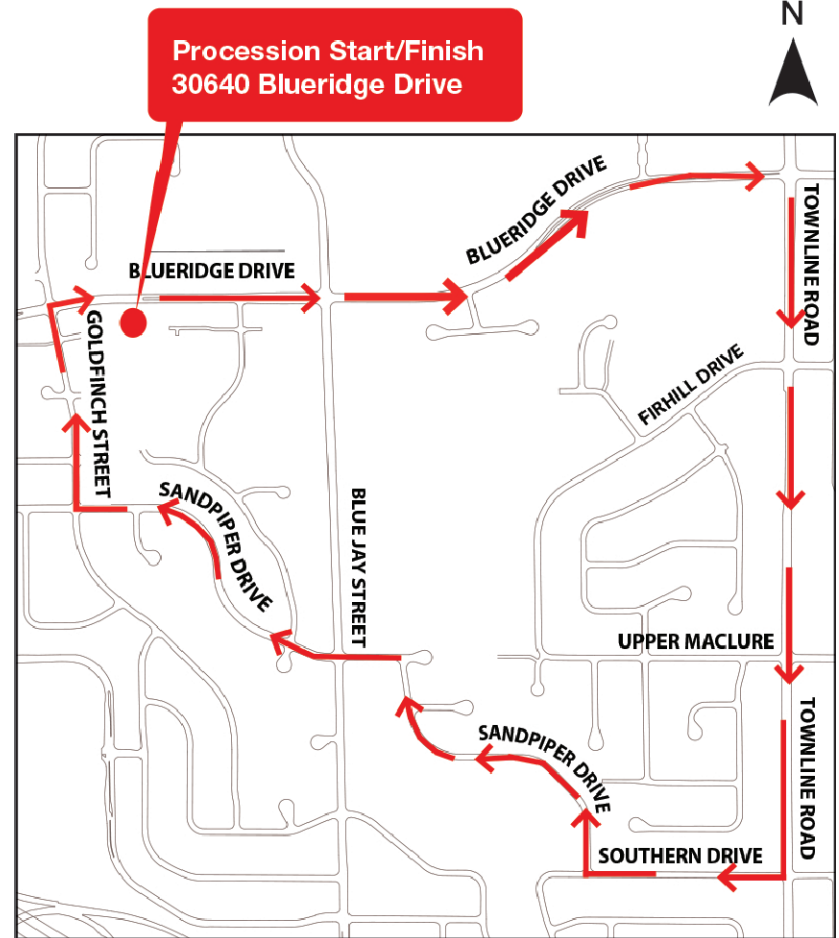 N
Procession Start/Finish
30640 Blueridge Drive
BLUERIDGE DRIVE
TOWNLINE ROAD
BLUERIDGE DRIVE
GOLDFINCH STREET
FIRHILL DRIVE
SANDPIPER DRIVE
BLUE JAY STREET
UPPER MACLURE
SANDPIPER DRIVE
TOWNLINE ROAD
SOUTHERN DRIVE